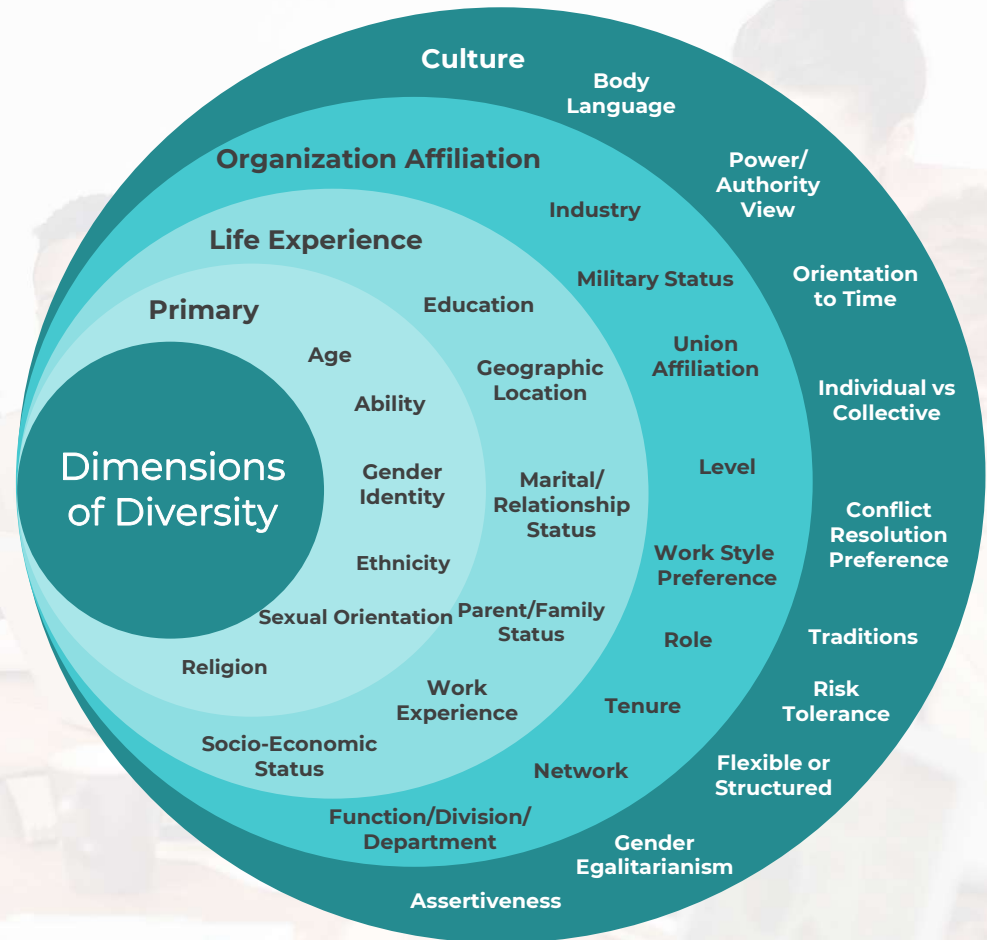 Culture
Body
Language
Power/
Authority
View
Orientation
to Time
Individual vs
Collective
Conflict
Resolution
Preference
Traditions
Risk
Tolerance
Flexible or
Structured
Gender
Egalitarianism
Assertiveness
Organization Affiliation
Industry
Military Status
Union
Affiliation
Level
Work Style
Preference
Role
Tenure
Network
Function/Division/
Department
Life Experience
Education
Geographic
Location
Marital/
Relationship
Status
Parent/Family
Status
Work
Experience
Socio-Economic
Status
Primary
Age
Ability
Gender
Identity
Ethnicity
Sexual Orientation
Religion
Dimensions
of Diversity